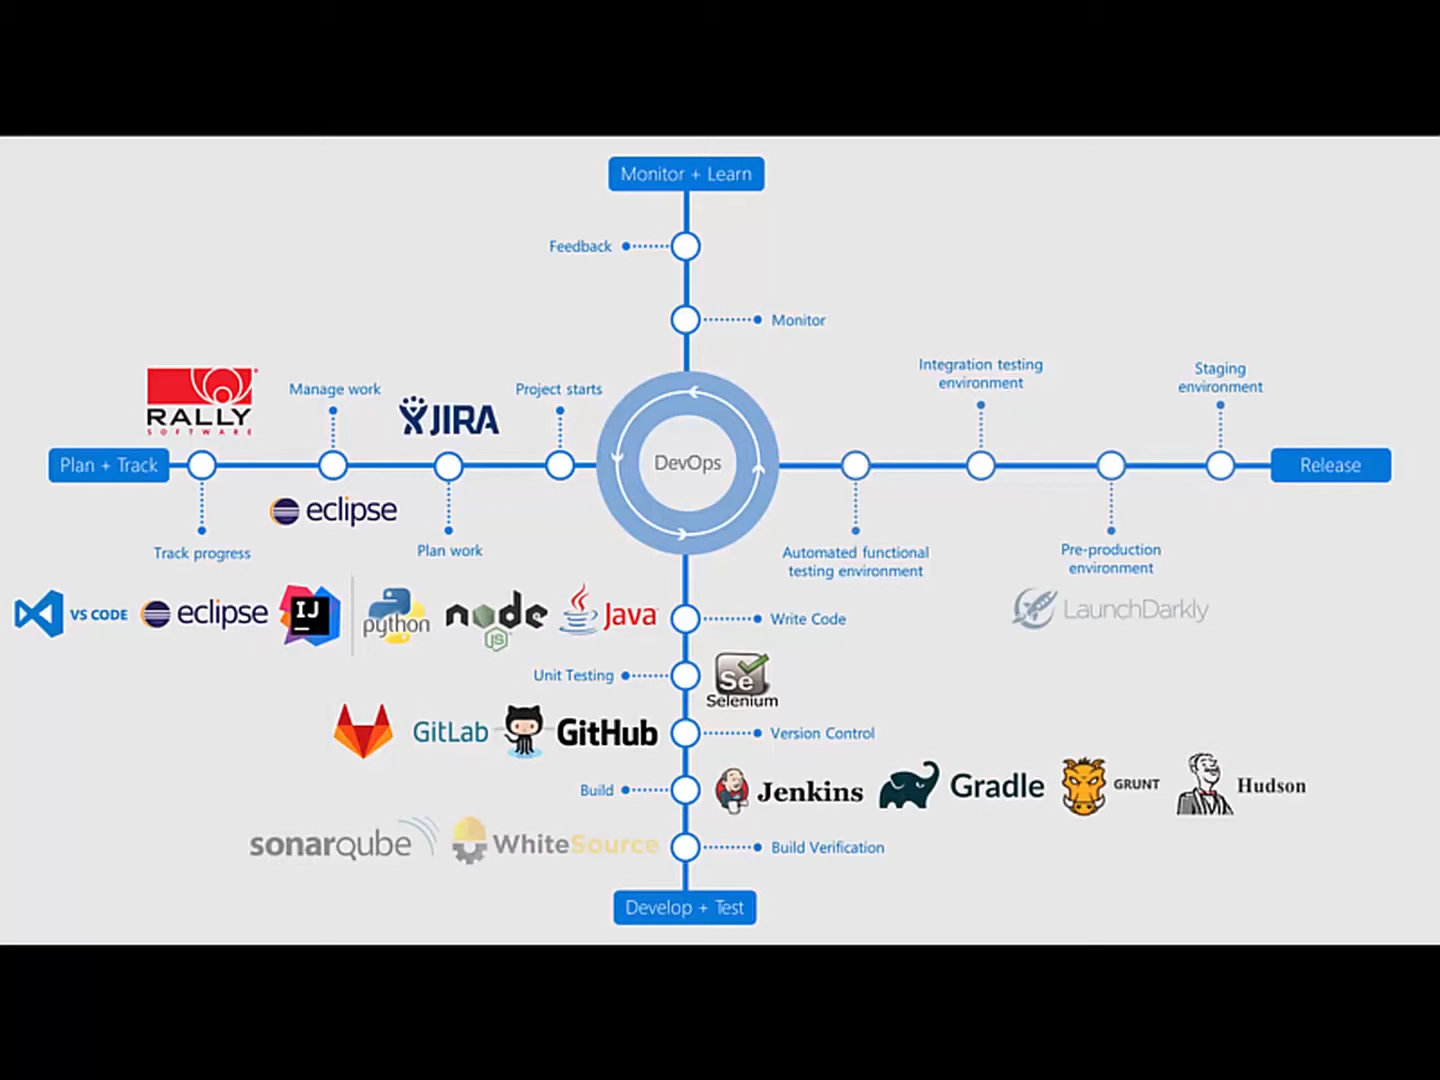 Monitor + Learn
Feedback
Monitor
Integration testing
environment
Staging
environment
RALLY
SOFTWARE
Manage work
JIRA
Project starts
Plan + Track
DevOps
Release
eclipse
Track progress
Plan work
Automated functional
testing environment
Pre-production
environment
VS CODE
eclipse
IJ
python
node
JS
Java
Write Code
LaunchDarkly
Unit Testing
Se
Selenium
GitLab
GitHub
Version Control
Build
Jenkins
Gradle
GRUNT
Hudson
sonarqube
WhiteSource
Build Verification
Develop + Test